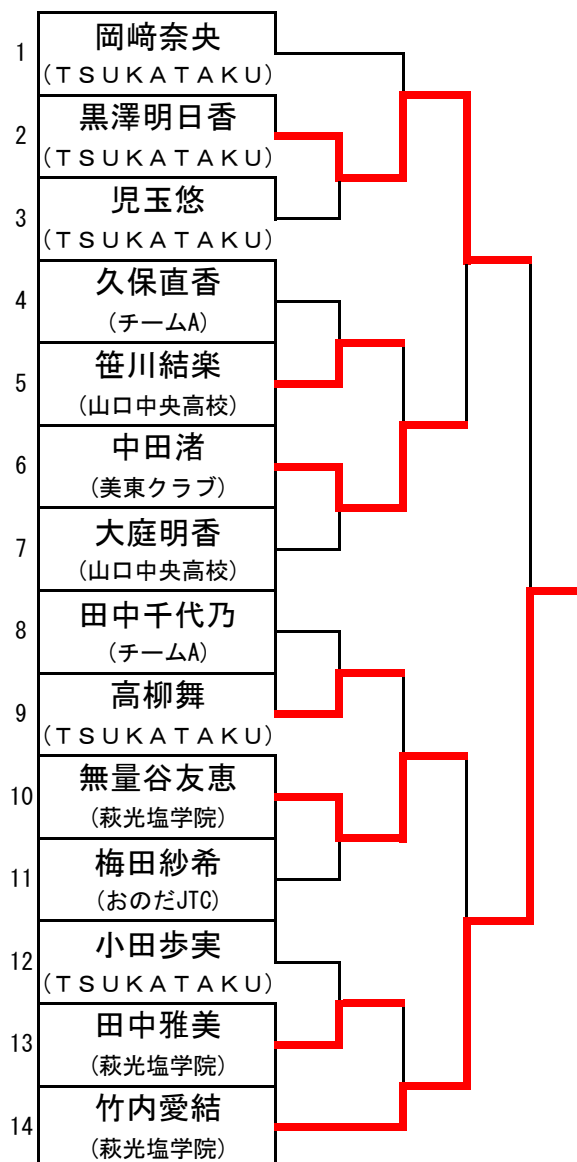 1
岡﨑奈央
(ＴＳＵＫＡＴＡＫＵ)
2
黒澤明日香
(ＴＳＵＫＡＴＡＫＵ)
3
児玉悠
(ＴＳＵＫＡＴＡＫＵ)
4
久保直香
(チームA)
5
笹川結楽
(山口中央高校)
6
中田渚
(美東クラブ)
7
大庭明香
(山口中央高校)
8
田中千代乃
(チームA)
9
高柳舞
(ＴＳＵＫＡＴＡＫＵ)
10
無量谷友恵
(萩光塩学院)
11
梅田紗希
(おのだJTC)
12
小田歩実
(ＴＳＵＫＡＴＡＫＵ)
13
田中雅美
(萩光塩学院)
14
竹内愛結
(萩光塩学院)